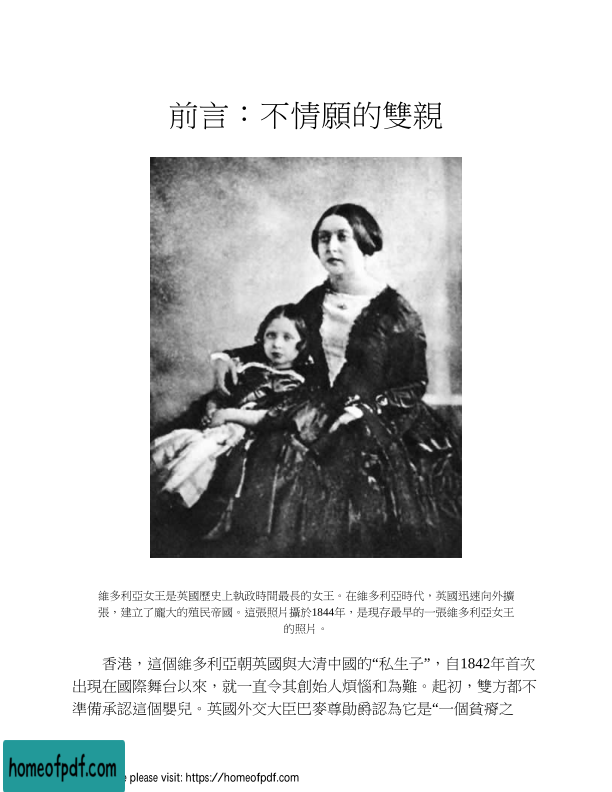 前言：不情願的雙親
維多利亞女王是英國歷史上執政時間最長的女王。在維多利亞時代，英國迅速向外擴
張，建立了龐大的殖民帝國。這張照片攝於1844年，是現存最早的一張維多利亞女王
的照片。
香港，這個維多利亞朝英國與大清中國的“私生子”，自1842年首次
出現在國際舞台以來，就一直令其創始人煩惱和為難。起初，雙方都不
準備承認這個嬰兒。英國外交大臣巴麥尊勛爵認為它是“一個貧瘠之
homeofpdf.com
e please visit: https://homeofpdf.com